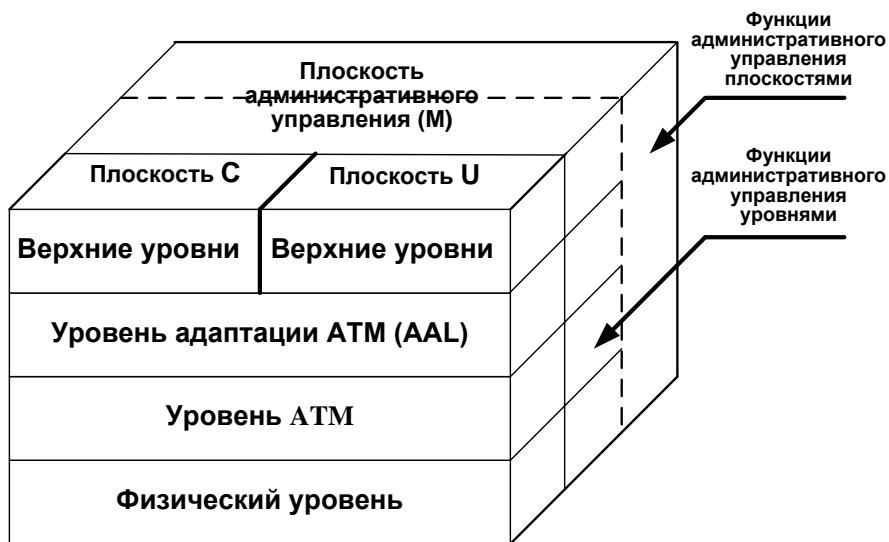 Функции
административного
управления
плоскостями
Плоскость
административного
управления (M)
Плоскость C
Плоскость U
Функции
административного
управления
уровнями
Верхние уровни
Верхние уровни
Уровень адаптации АТМ (AAL)
Уровень АТМ
Физический уровень